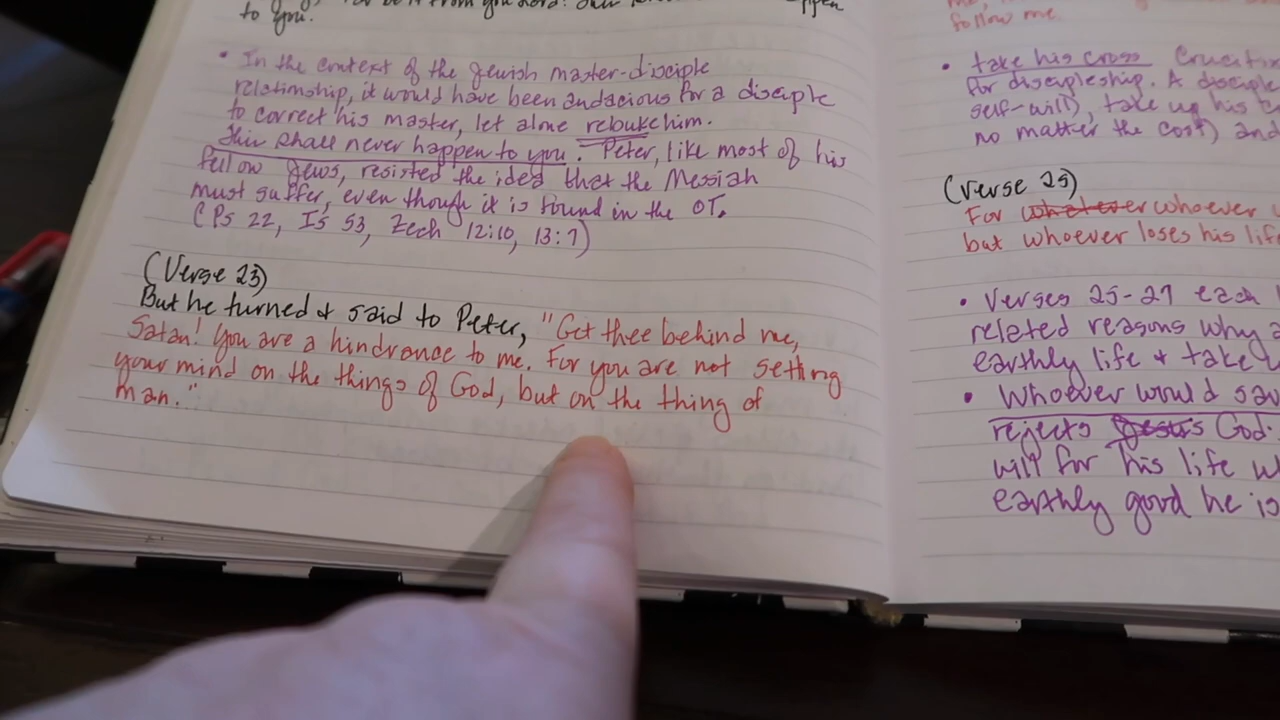 to you.
• In the context of the Jewish master-disciple
relationship, it would have been audacious for a disciple
to correct his master, let alone rebuke him.
This shall never happen to you. Peter, like most of his
fellow Jews, resisted the idea that the Messiah
must suffer, even though it is found in the OT.
(Ps 22, Is 53, Zech 12:10, 13:7)
(Verse 23)
But he turned & said to Peter, "Get thee behind me,
Satan! You are a hindrance to me. For you are not setting
your mind on the things of God, but on the thing of
man."
follow me.
• take his cross
for discipleship. A disciple
self-will), take up his
no matter the cost) and
(Verse 25)
For whoever
but whoever loses his life
• Verses 25-27 each
releted reasons why
earthly life + take
• Whoever would
rejects Jesus God.
will for his life
earthly good he is